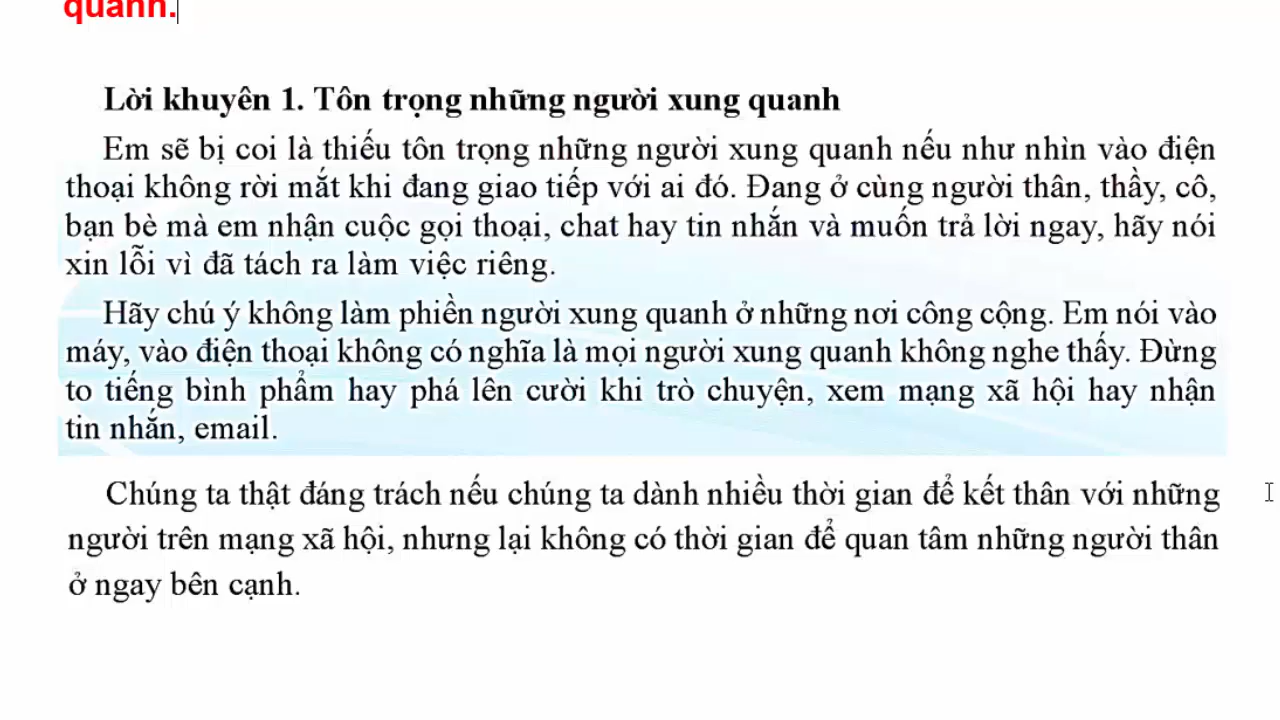 quanh.
Lời khuyên 1. Tôn trọng những người xung quanh
Em sẽ bị coi là thiếu tôn trọng những người xung quanh nếu như nhìn vào điện
thoại không rời mắt khi đang giao tiếp với ai đó. Đang ở cùng người thân, thầy, cô,
bạn bè mà em nhận cuộc gọi thoại, chat hay tin nhắn và muốn trả lời ngay, hãy nói
xin lỗi vì đã tách ra làm việc riêng.
Hãy chú ý không làm phiền người xung quanh ở những nơi công cộng. Em nói vào
máy, vào điện thoại không có nghĩa là mọi người xung quanh không nghe thấy. Đừng
to tiếng bình phẩm hay phá lên cười khi trò chuyện, xem mạng xã hội hay nhận
tin nhắn, email.
Chúng ta thật đáng trách nếu chúng ta dành nhiều thời gian để kết thân với những
người trên mạng xã hội, nhưng lại không có thời gian để quan tâm những người thân
ở ngay bên cạnh.